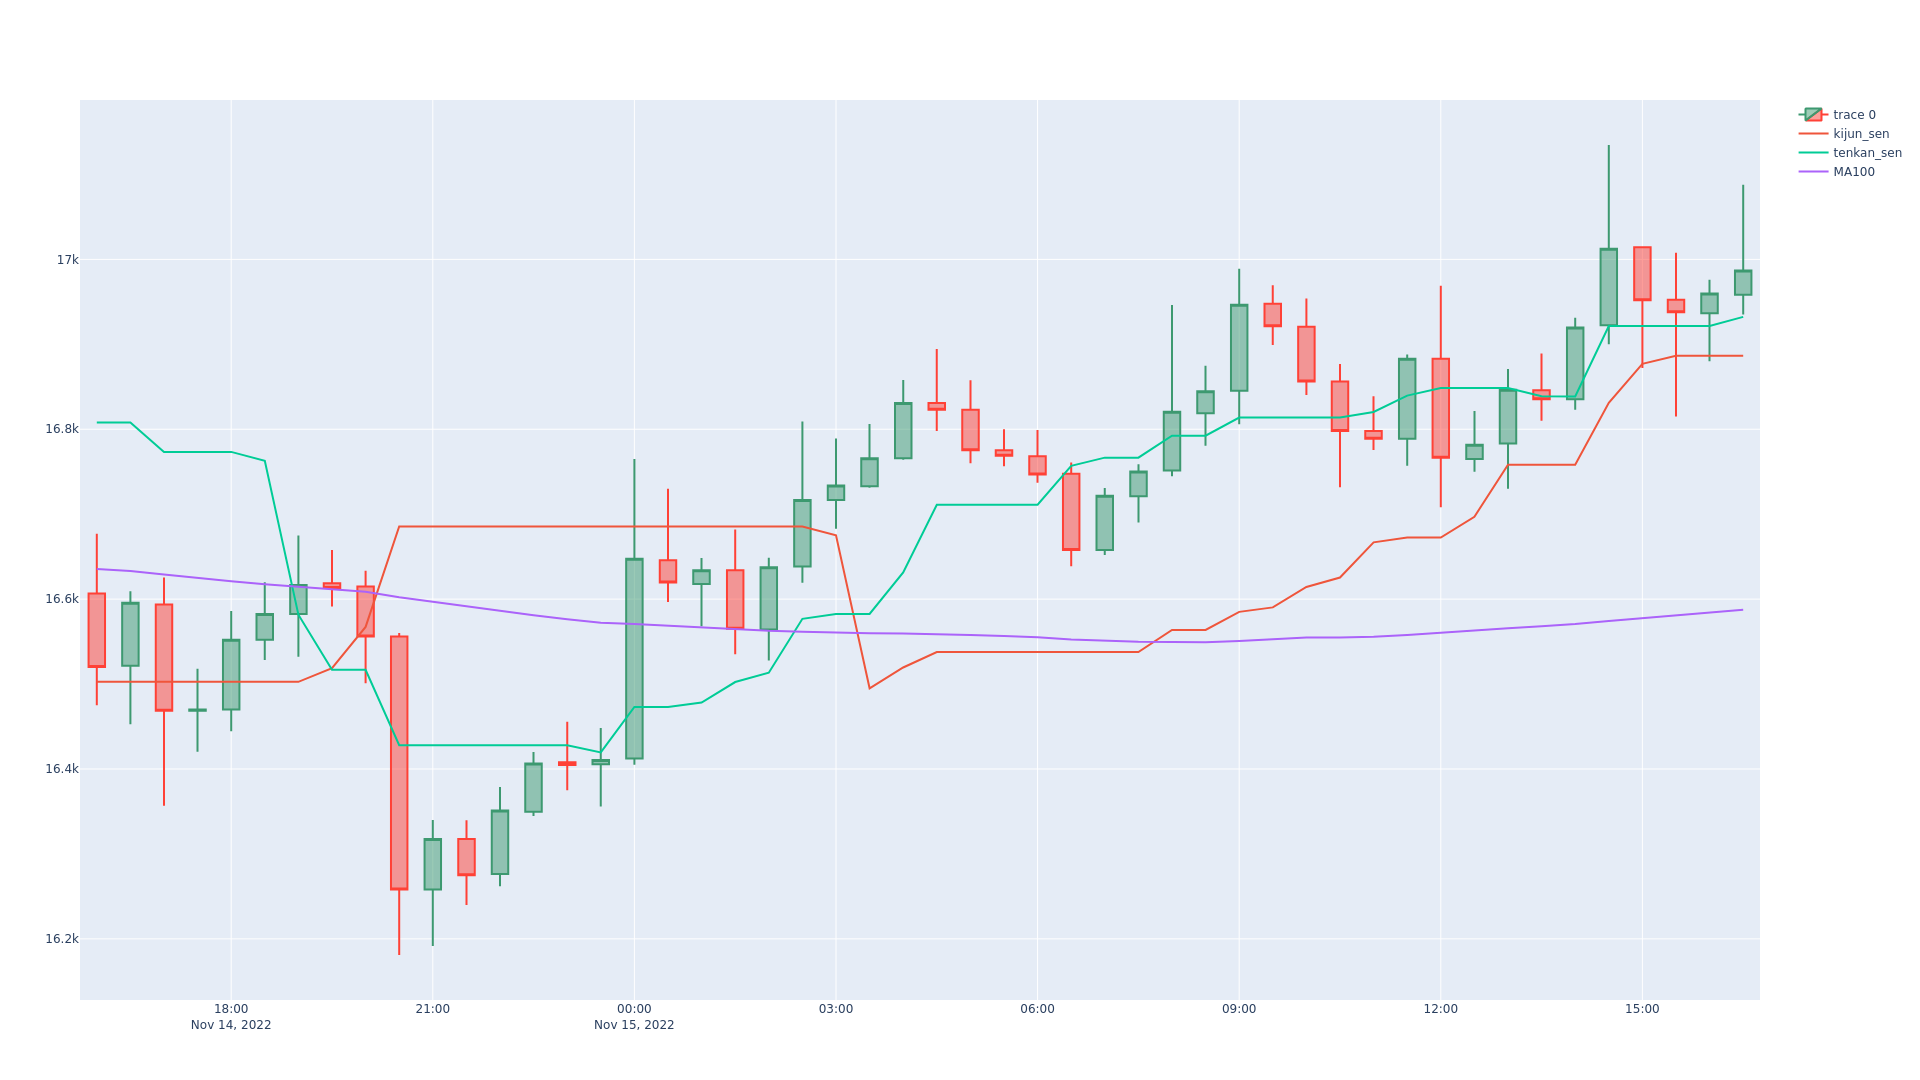 trace 0
kijun_sen
tenkan_sen
MA100
17k
16.8k
16.6k
16.4k
16.2k
18:00 21:00 00:00 03:00 06:00 09:00 12:00 15:00
Nov 14, 2022 Nov 15, 2022